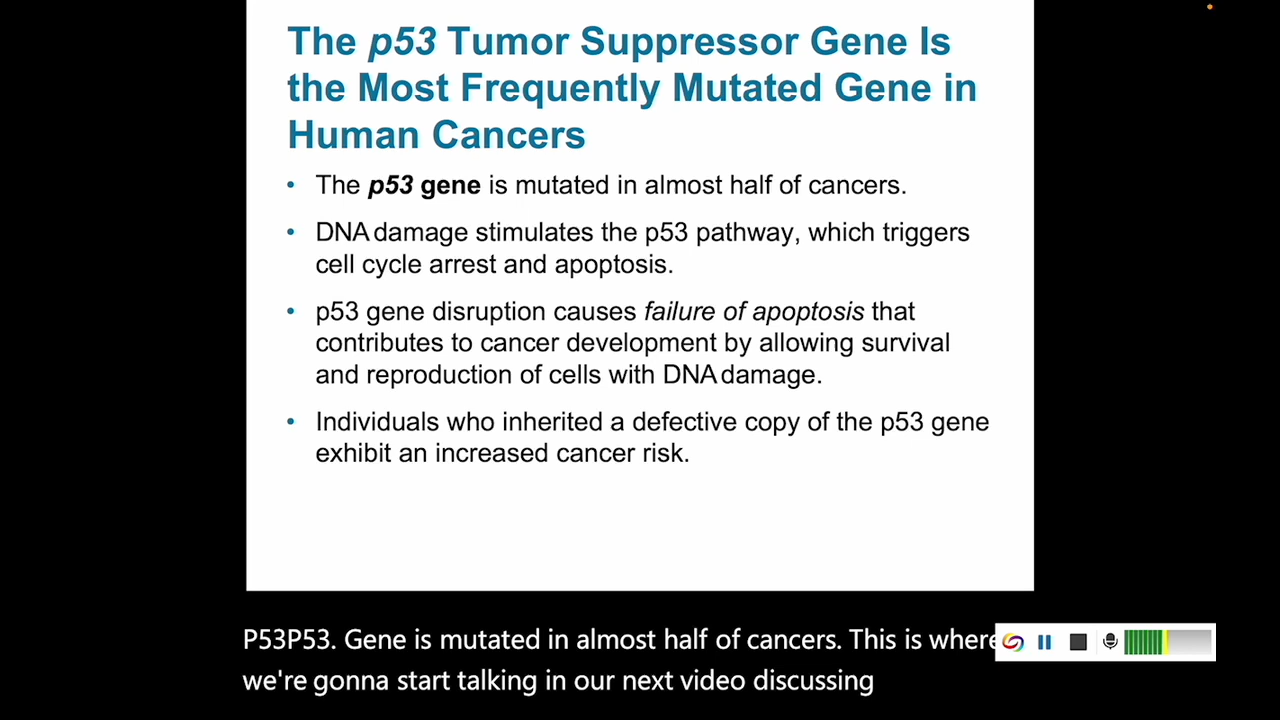 The p53 Tumor Suppressor Gene Is
the Most Frequently Mutated Gene in
Human Cancers
• The p53 gene is mutated in almost half of cancers.
• DNA damage stimulates the p53 pathway, which triggers
cell cycle arrest and apoptosis.
• p53 gene disruption causes failure of apoptosis that
contributes to cancer development by allowing survival
and reproduction of cells with DNA damage.
• Individuals who inherited a defective copy of the p53 gene
exhibit an increased cancer risk.
P53P53. Gene is mutated in almost half of cancers. This is where
we're gonna start talking in our next video discussing